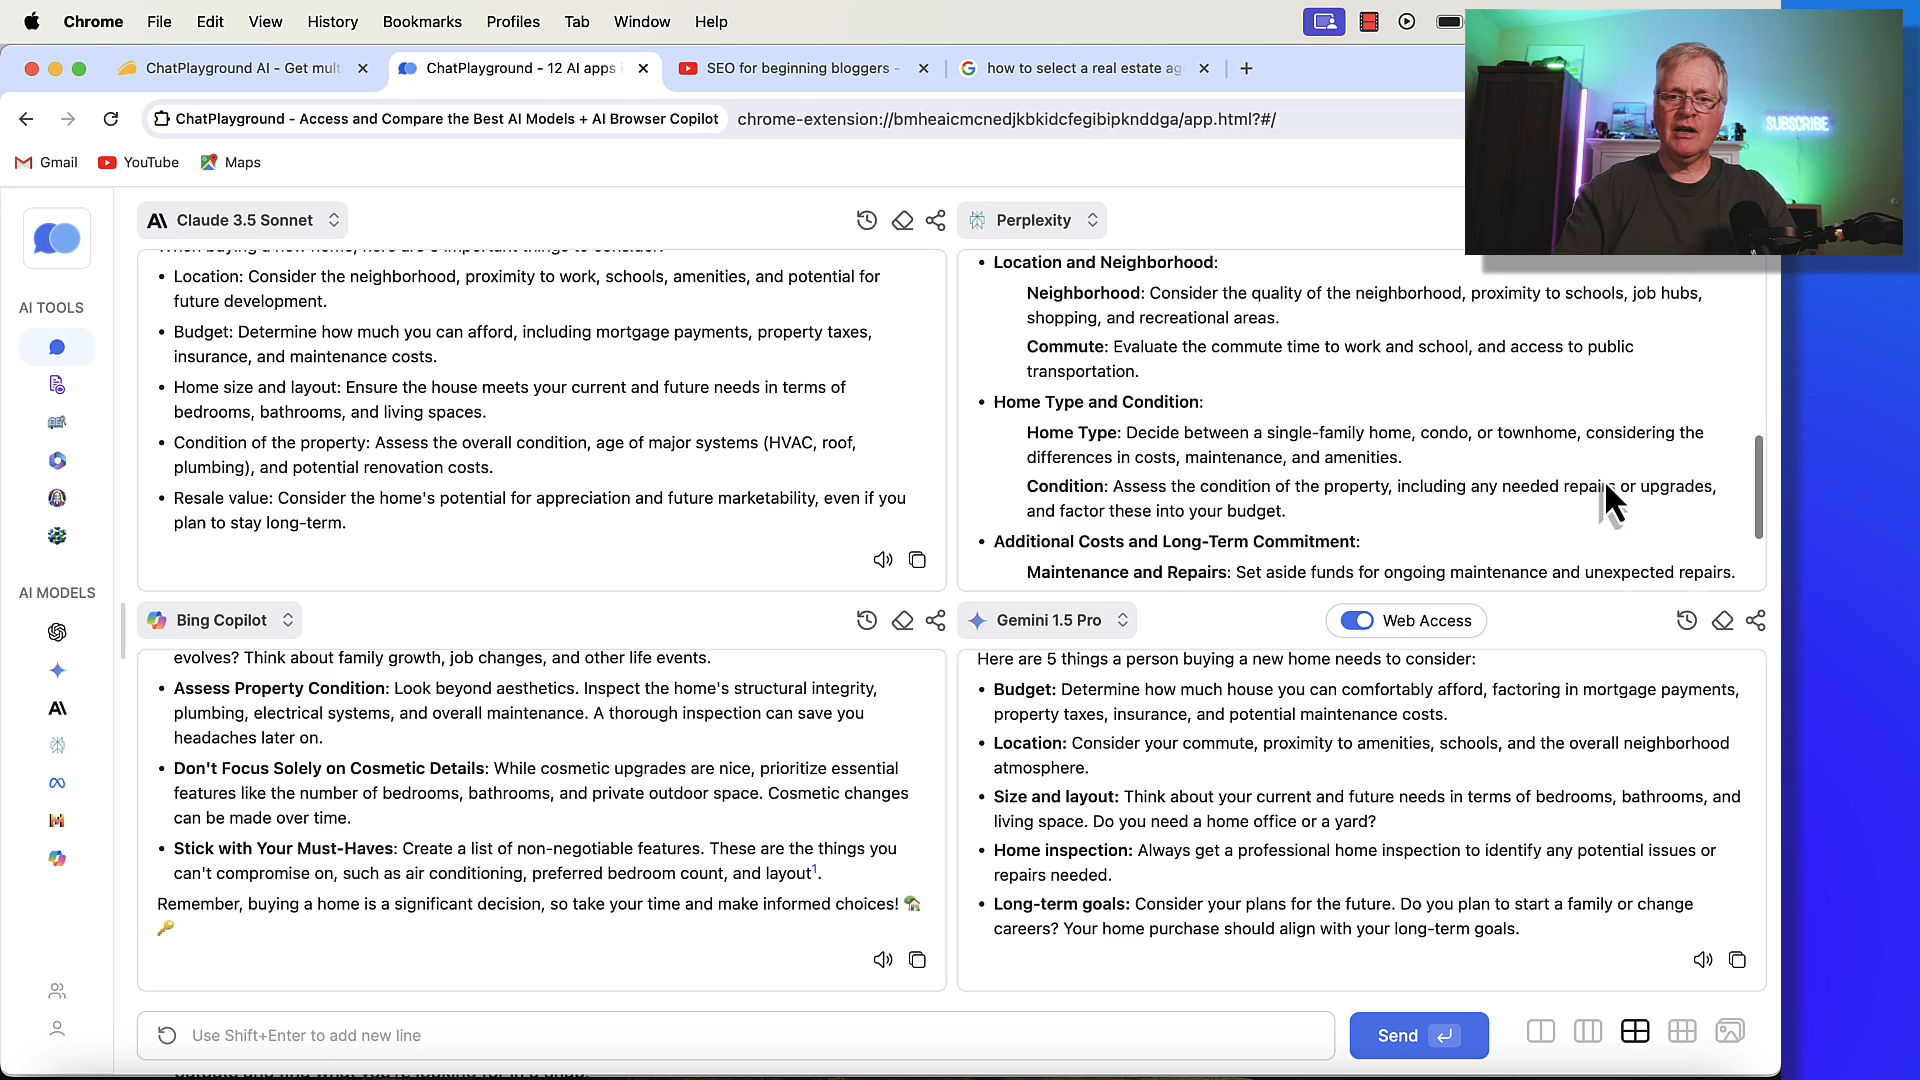 Chrome File Edit View History Bookmarks Profiles Tab Window Help
ChatPlayground AI - Get mult
ChatPlayground - 12 AI apps i
SEO for beginning bloggers -
how to select a real estate ag
ChatPlayground - Access and Compare the Best AI Models + AI Browser Copilot
chrome-extension://bmheaicmcnedjkbkidcfegibipknddga/app.html?#/
Gmail YouTube Maps
SUBSCRIBE
AI TOOLS
AI MODELS
Claude 3.5 Sonnet
When buying a new home, here are 5 important things to consider:
• Location: Consider the neighborhood, proximity to work, schools, amenities, and potential for
future development.
• Budget: Determine how much you can afford, including mortgage payments, property taxes,
insurance, and maintenance costs.
• Home size and layout: Ensure the house meets your current and future needs in terms of
bedrooms, bathrooms, and living spaces.
• Condition of the property: Assess the overall condition, age of major systems (HVAC, roof,
plumbing), and potential renovation costs.
• Resale value: Consider the home's potential for appreciation and future marketability, even if you
plan to stay long-term.
Perplexity
• Location and Neighborhood:
Neighborhood: Consider the quality of the neighborhood, proximity to schools, job hubs,
shopping, and recreational areas.
Commute: Evaluate the commute time to work and school, and access to public
transportation.
• Home Type and Condition:
Home Type: Decide between a single-family home, condo, or townhome, considering the
differences in costs, maintenance, and amenities.
Condition: Assess the condition of the property, including any needed repairs or upgrades,
and factor these into your budget.
• Additional Costs and Long-Term Commitment:
Maintenance and Repairs: Set aside funds for ongoing maintenance and unexpected repairs.
Bing Copilot
evolves? Think about family growth, job changes, and other life events.
• Assess Property Condition: Look beyond aesthetics. Inspect the home's structural integrity,
plumbing, electrical systems, and overall maintenance. A thorough inspection can save you
headaches later on.
• Don't Focus Solely on Cosmetic Details: While cosmetic upgrades are nice, prioritize essential
features like the number of bedrooms, bathrooms, and private outdoor space. Cosmetic changes
can be made over time.
• Stick with Your Must-Haves: Create a list of non-negotiable features. These are the things you
can't compromise on, such as air conditioning, preferred bedroom count, and layout¹.
Remember, buying a home is a significant decision, so take your time and make informed choices! 🏡
🔑
Gemini 1.5 Pro
Web Access
Here are 5 things a person buying a new home needs to consider:
• Budget: Determine how much house you can comfortably afford, factoring in mortgage payments,
property taxes, insurance, and potential maintenance costs.
• Location: Consider your commute, proximity to amenities, schools, and the overall neighborhood
atmosphere.
• Size and layout: Think about your current and future needs in terms of bedrooms, bathrooms, and
living space. Do you need a home office or a yard?
• Home inspection: Always get a professional home inspection to identify any potential issues or
repairs needed.
• Long-term goals: Consider your plans for the future. Do you plan to start a family or change
careers? Your home purchase should align with your long-term goals.
Use Shift+Enter to add new line
Send